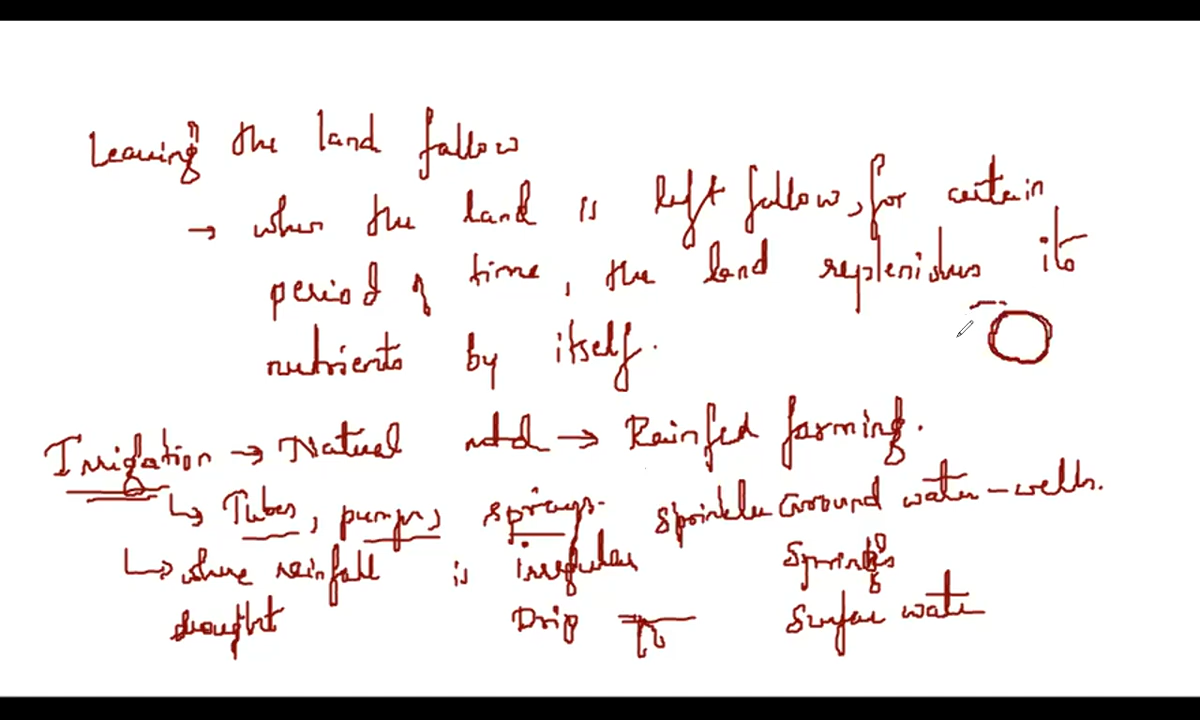 Leaving the land fallow
→ when the land is left fallow, for certain
period of time, the land replenishes its
nutrients by itself.
Irrigation → Natural mtd → Rainfed farming.
↳ Tubes, pumps, sprays. Sprinkler Ground water - wells.
↳ where rainfall is irregular Springs
drought Drip Surface water